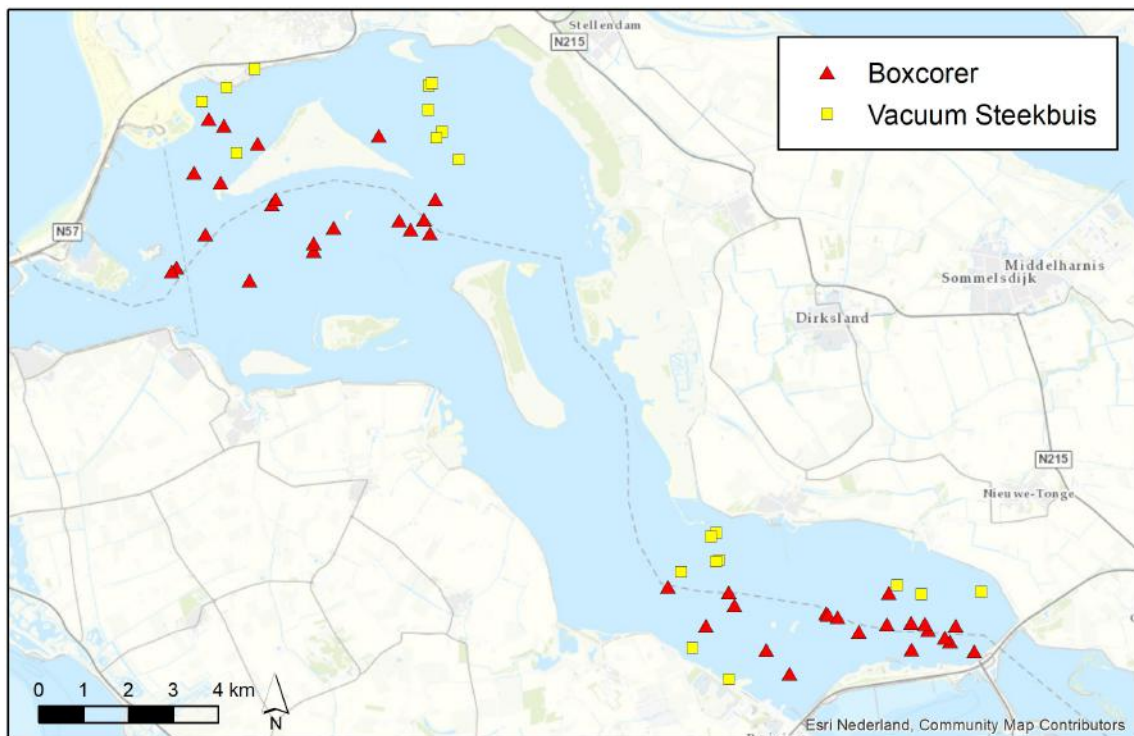 Stellendam
N215
Boxcorer
Vacuum Steekbuis
N57
Middelharnis
Sommelsdijk
Dirksland
N215
Nieuwe-Tonge
0 1 2 3 4 km
N
Esri Nederland, Community Map Contributors